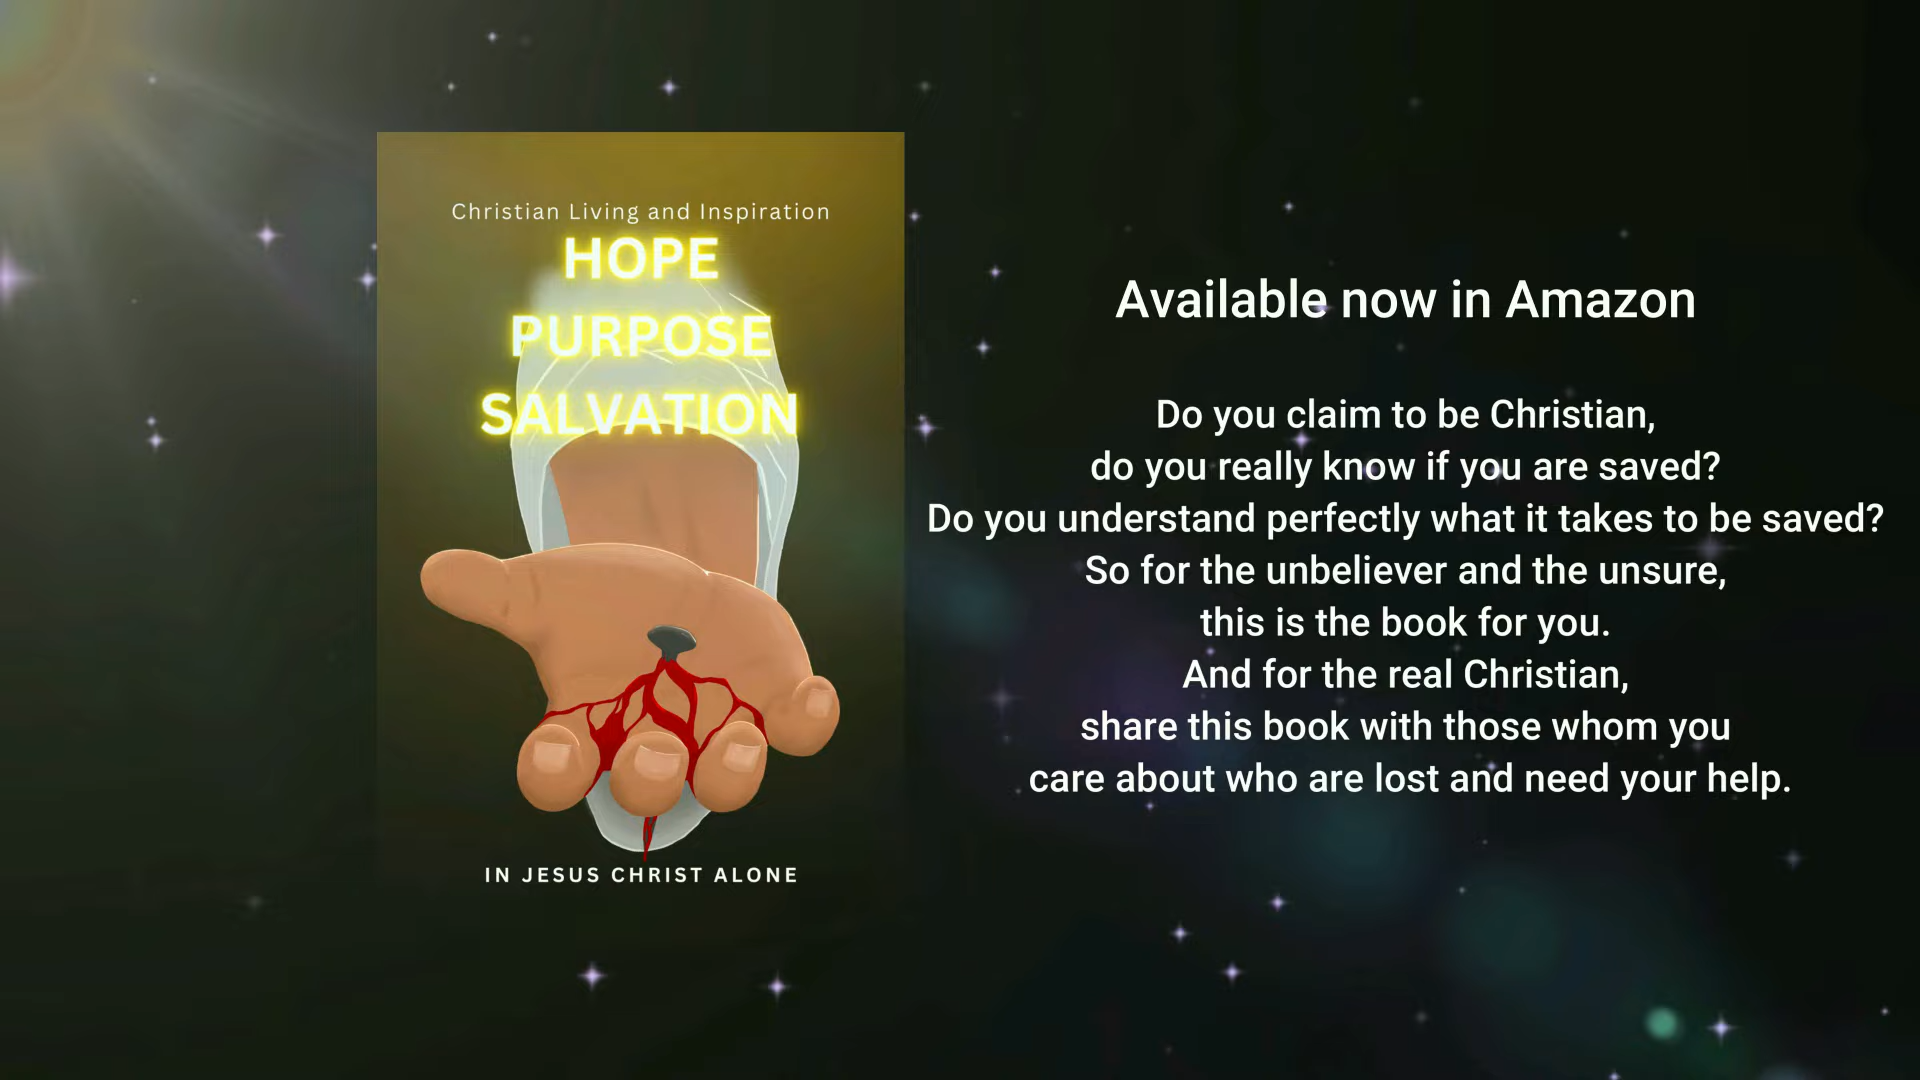 Christian Living and Inspiration
HOPE
PURPOSE
SALVATION
IN JESUS CHRIST ALONE
Available now in Amazon
Do you claim to be Christian,
do you really know if you are saved?
Do you understand perfectly what it takes to be saved?
So for the unbeliever and the unsure,
this is the book for you.
And for the real Christian,
share this book with those whom you
care about who are lost and need your help.